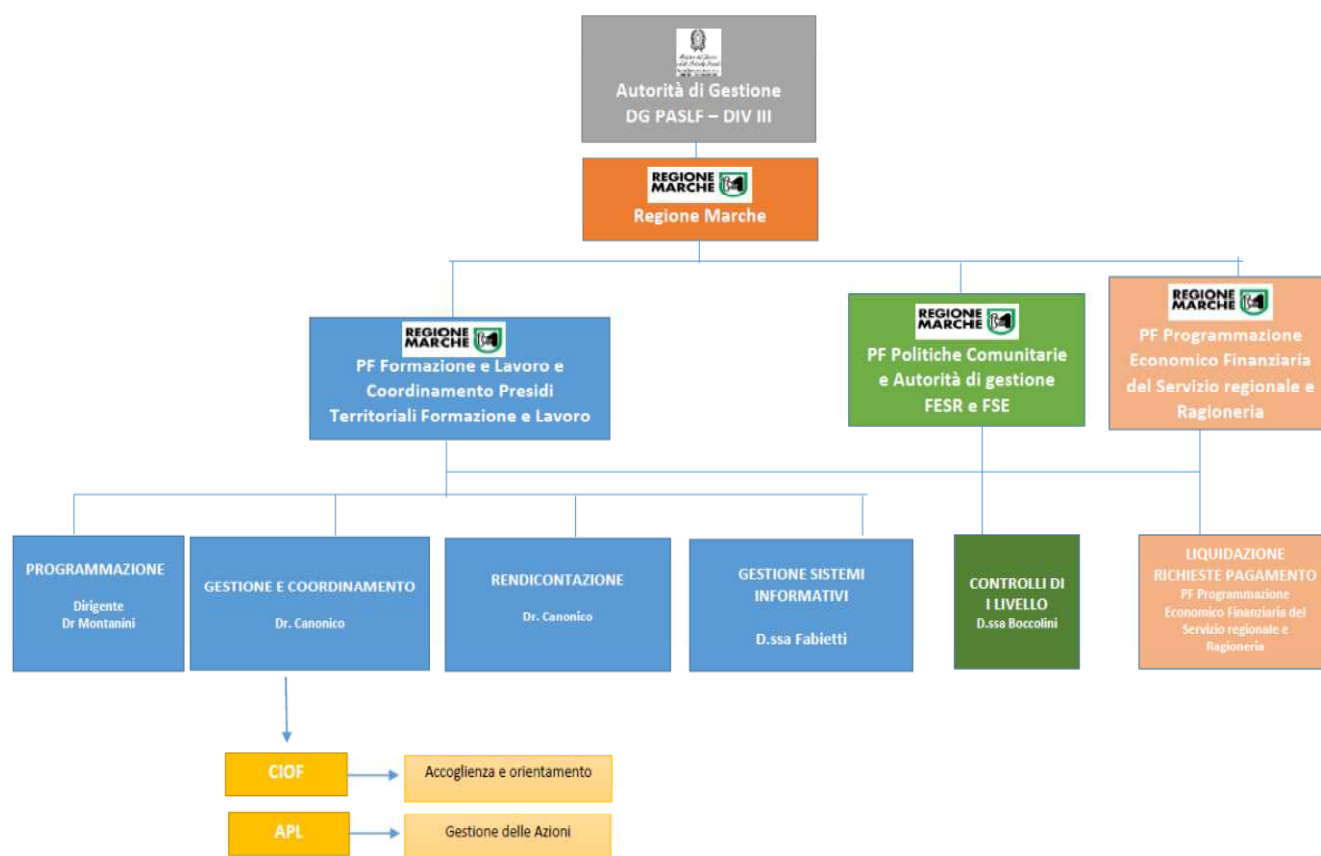 Autorità di Gestione
DG PASLF – DIV III
REGIONE
MARCHE
Regione Marche
REGIONE
MARCHE
PF Formazione e Lavoro e
Coordinamento Presidi
Territoriali Formazione e Lavoro
REGIONE
MARCHE
PF Politiche Comunitarie
e Autorità di gestione
FESR e FSE
REGIONE
MARCHE
PF Programmazione
Economico Finanziaria
del Servizio regionale e
Ragioneria
PROGRAMMAZIONE
Dirigente
Dr Montanini
GESTIONE E COORDINAMENTO
Dr. Canonico
RENDICONTAZIONE
Dr. Canonico
GESTIONE SISTEMI
INFORMATIVI
D.ssa Fabietti
CONTROLLI DI
I LIVELLO
D.ssa Boccolini
LIQUIDAZIONE
RICHIESTE PAGAMENTO
PF Programmazione
Economico Finanziaria del
Servizio regionale e
Ragioneria
CIOF
Accoglienza e orientamento
APL
Gestione delle Azioni